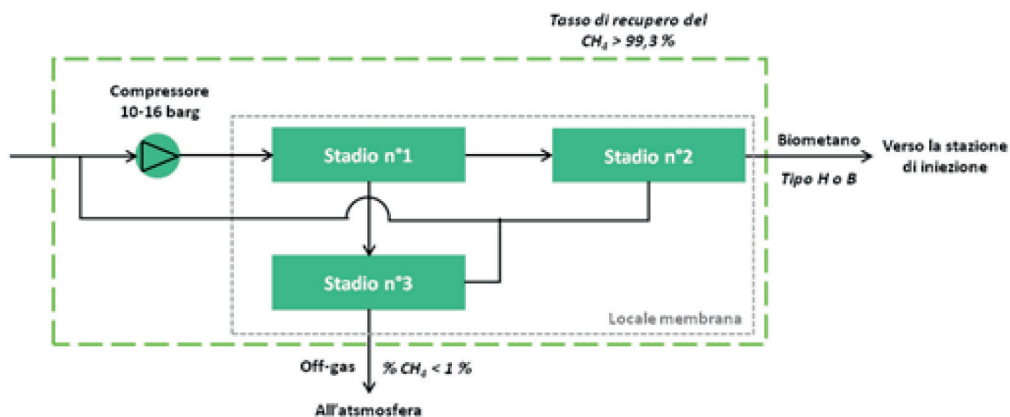 Tasso di recupero del
CH₄ > 99,3 %
Compressore
10-16 barg
Stadio n°1
Stadio n°2
Biometano
Tipo H o B
Verso la stazione
di iniezione
Stadio n°3
Locale membrana
Off-gas
% CH₄ < 1 %
All'atsmosfera